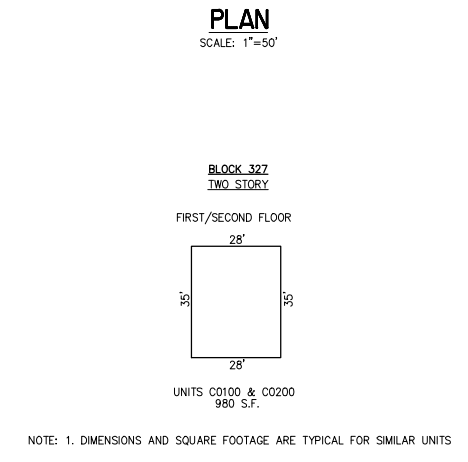 PLAN
SCALE: 1"=50'
BLOCK 327
TWO STORY
FIRST/SECOND FLOOR
28'
35'
35'
28'
UNITS C0100 & C0200
980 S.F.
NOTE: 1. DIMENSIONS AND SQUARE FOOTAGE ARE TYPICAL FOR SIMILAR UNITS